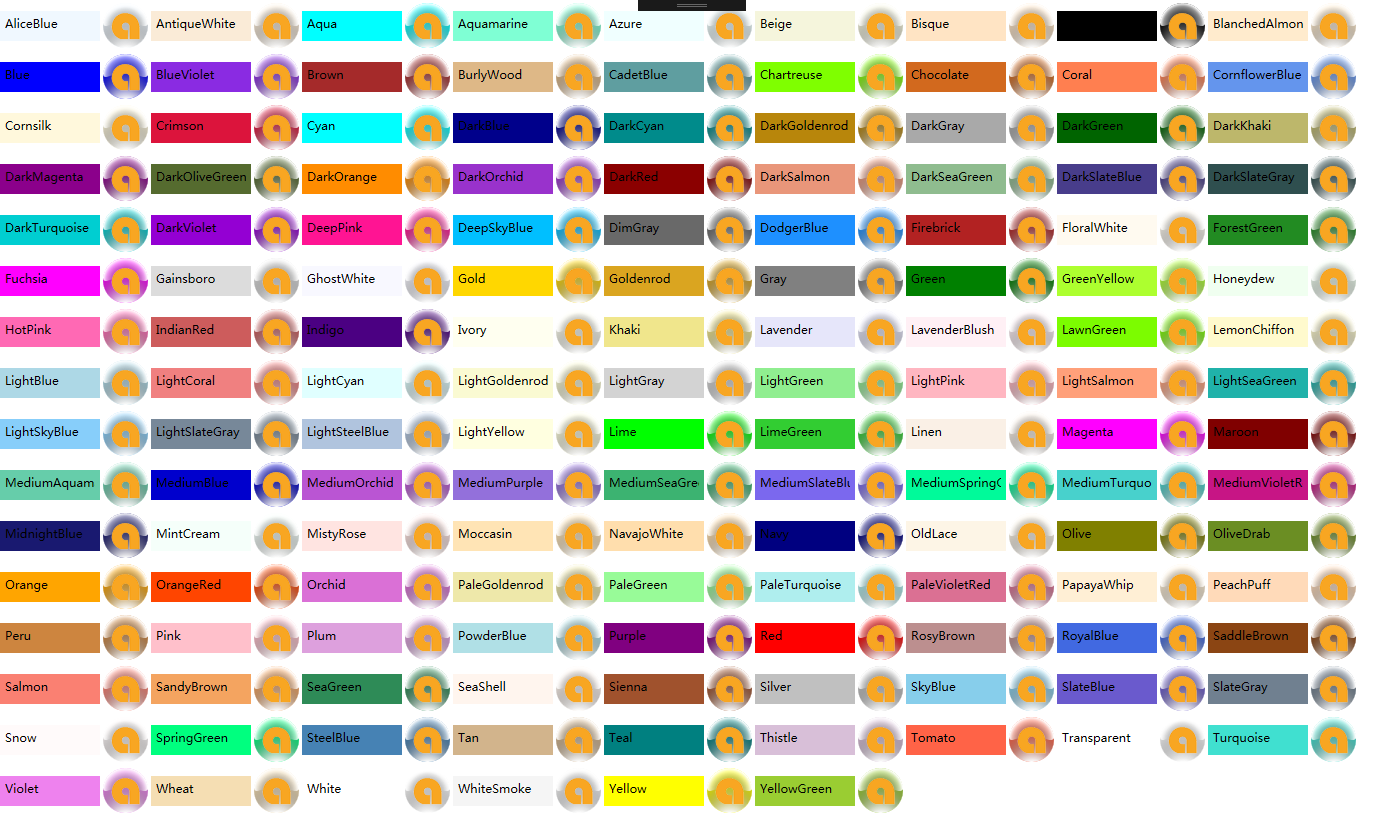 AliceBlue AntiqueWhite Aqua Aquamarine Azure Beige Bisque BlanchedAlmon
Blue BlueViolet Brown BurlyWood CadetBlue Chartreuse Chocolate Coral CornflowerBlue
Cornsilk Crimson Cyan DarkBlue DarkCyan DarkGoldenrod DarkGray DarkGreen DarkKhaki
DarkMagenta DarkOliveGreen DarkOrange DarkOrchid DarkRed DarkSalmon DarkSeaGreen DarkSlateBlue DarkSlateGray
DarkTurquoise DarkViolet DeepPink DeepSkyBlue DimGray DodgerBlue Firebrick FloralWhite ForestGreen
Fuchsia Gainsboro GhostWhite Gold Goldenrod Gray Green GreenYellow Honeydew
HotPink IndianRed Indigo Ivory Khaki Lavender LavenderBlush LawnGreen LemonChiffon
LightBlue LightCoral LightCyan LightGoldenrod LightGray LightGreen LightPink LightSalmon LightSeaGreen
LightSkyBlue LightSlateGray LightSteelBlue LightYellow Lime LimeGreen Linen Magenta Maroon
MediumAquam MediumBlue MediumOrchid MediumPurple MediumSeaGre MediumSlateBlu MediumSpringG MediumTurquo MediumVioletR
MidnightBlue MintCream MistyRose Moccasin NavajoWhite Navy OldLace Olive OliveDrab
Orange OrangeRed Orchid PaleGoldenrod PaleGreen PaleTurquoise PaleVioletRed PapayaWhip PeachPuff
Peru Pink Plum PowderBlue Purple Red RosyBrown RoyalBlue SaddleBrown
Salmon SandyBrown SeaGreen SeaShell Sienna Silver SkyBlue SlateBlue SlateGray
Snow SpringGreen SteelBlue Tan Teal Thistle Tomato Transparent Turquoise
Violet Wheat White WhiteSmoke Yellow YellowGreen